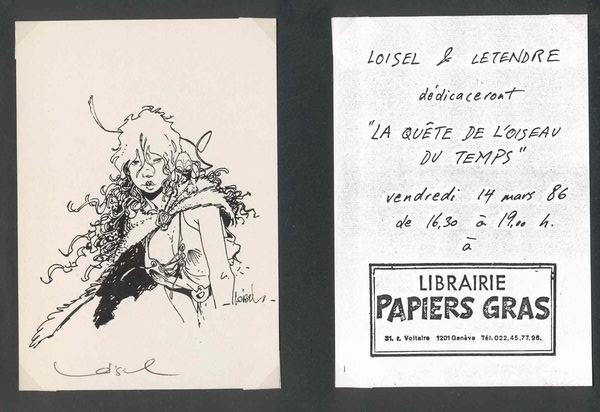 Loisel
Loisel
LOISEL & LETENDRE
dédicaceront
"LA QUÊTE DE L'OISEAU
DU TEMPS"
vendredi 14 mars 86
de 16,30 à 19,00 h.
à
LIBRAIRIE
PAPIERS GRAS
31. r. Voltaire 1201 Genève Tél. 022.45.77.96.